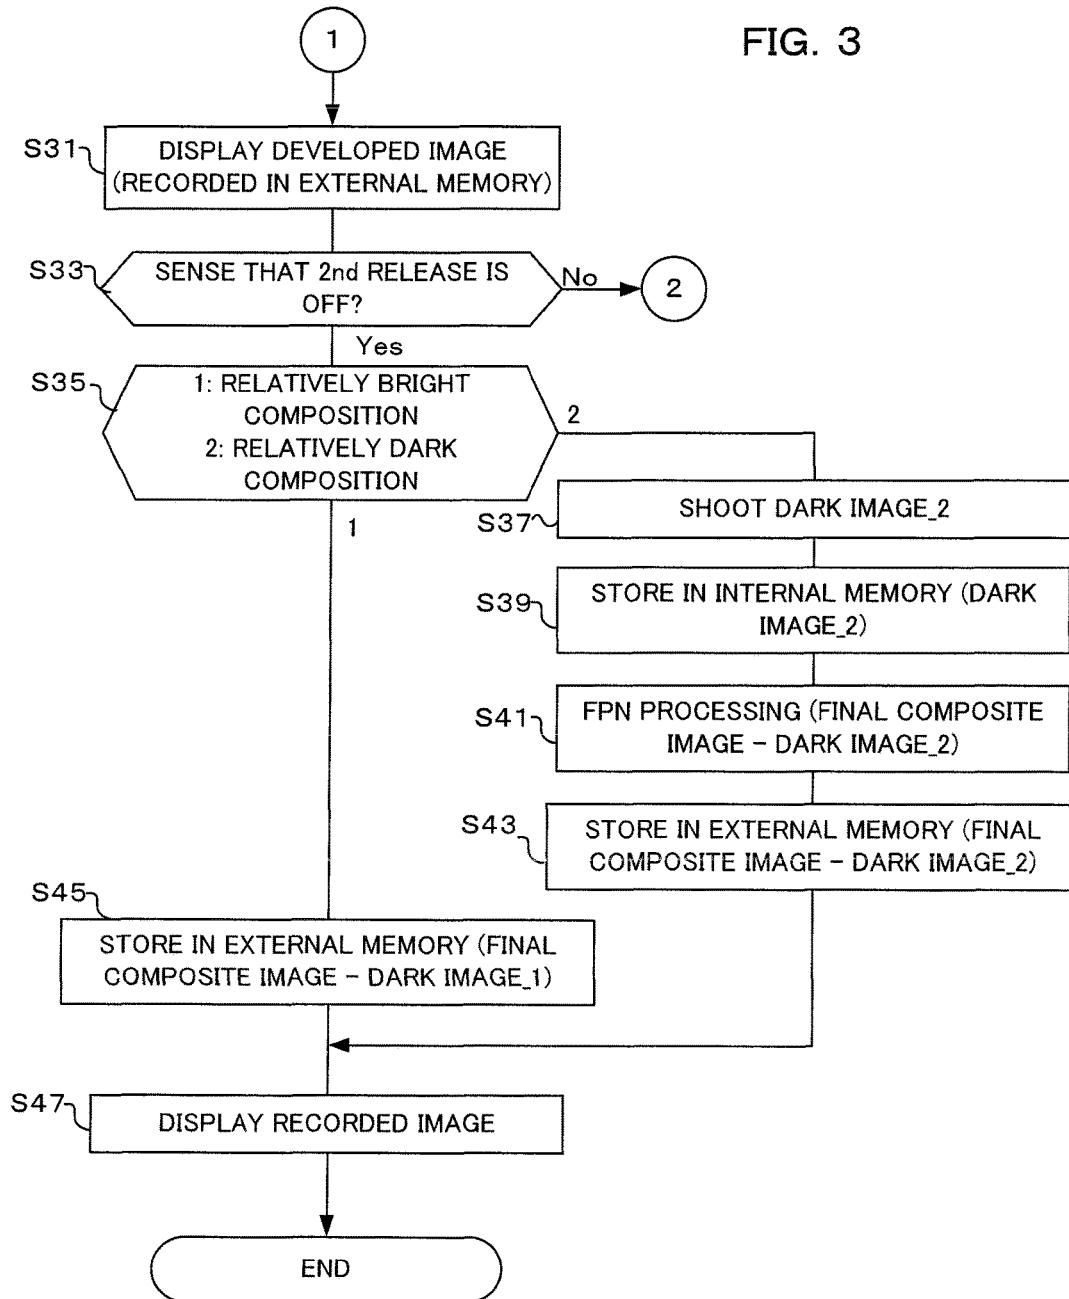 FIG. 3
1
S31
DISPLAY DEVELOPED IMAGE
(RECORDED IN EXTERNAL MEMORY)
S33
SENSE THAT 2nd RELEASE IS
OFF?
No
2
Yes
S35
1: RELATIVELY BRIGHT
COMPOSITION
2: RELATIVELY DARK
COMPOSITION
2
1
S37
SHOOT DARK IMAGE_2
S39
STORE IN INTERNAL MEMORY (DARK
IMAGE_2)
S41
FPN PROCESSING (FINAL COMPOSITE
IMAGE - DARK IMAGE_2)
S43
STORE IN EXTERNAL MEMORY (FINAL
COMPOSITE IMAGE - DARK IMAGE_2)
S45
STORE IN EXTERNAL MEMORY (FINAL
COMPOSITE IMAGE - DARK IMAGE_1)
S47
DISPLAY RECORDED IMAGE
END